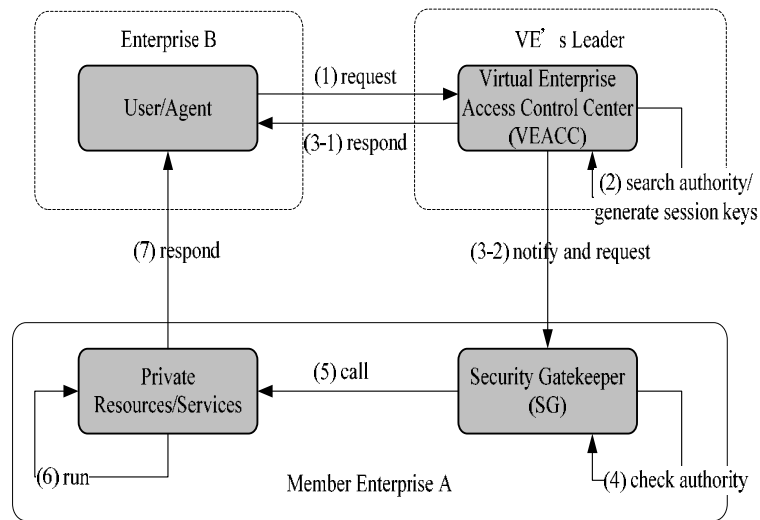 Enterprise B
VE's Leader
User/Agent
(1) request
Virtual Enterprise
Access Control Center
(VEACC)
(3-1) respond
(2) search authority/
generate session keys
(7) respond
(3-2) notify and request
Private
Resources/Services
(5) call
Security Gatekeeper
(SG)
(6) run
(4) check authority
Member Enterprise A